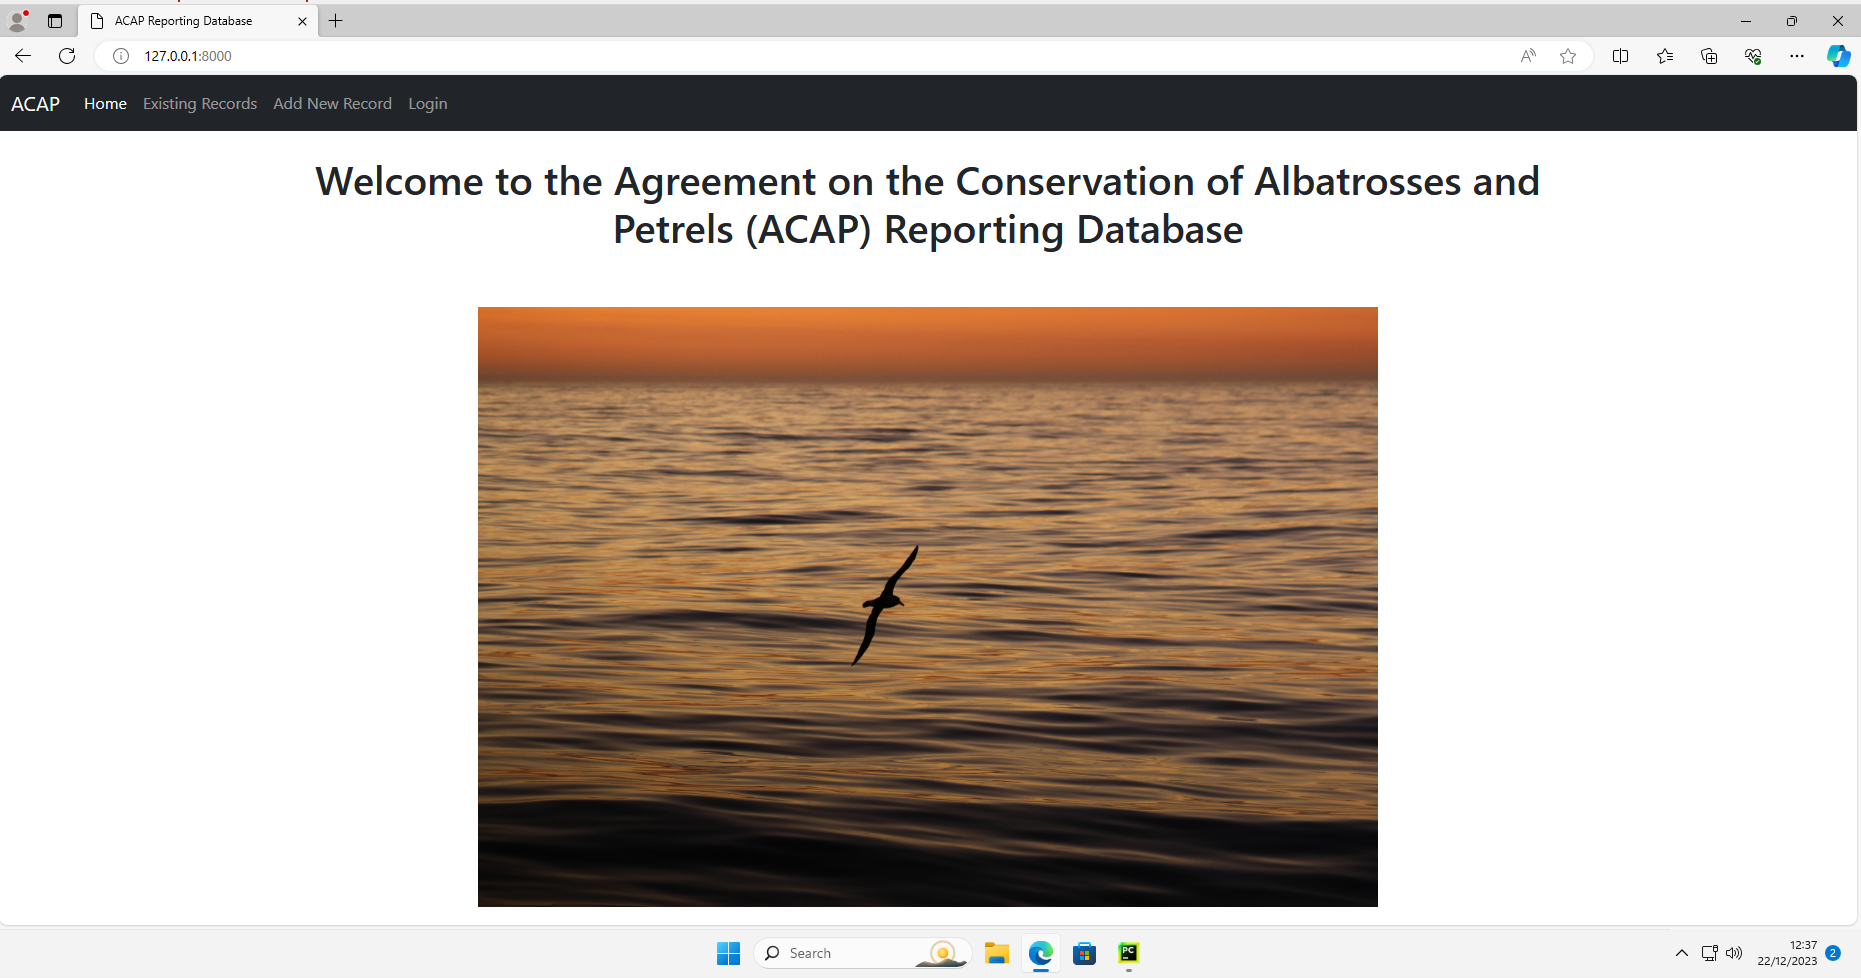 ACAP Reporting Database
127.0.0.1:8000
ACAP Home Existing Records Add New Record Login
Welcome to the Agreement on the Conservation of Albatrosses and
Petrels (ACAP) Reporting Database
Search
PC
12:37
22/12/2023
2